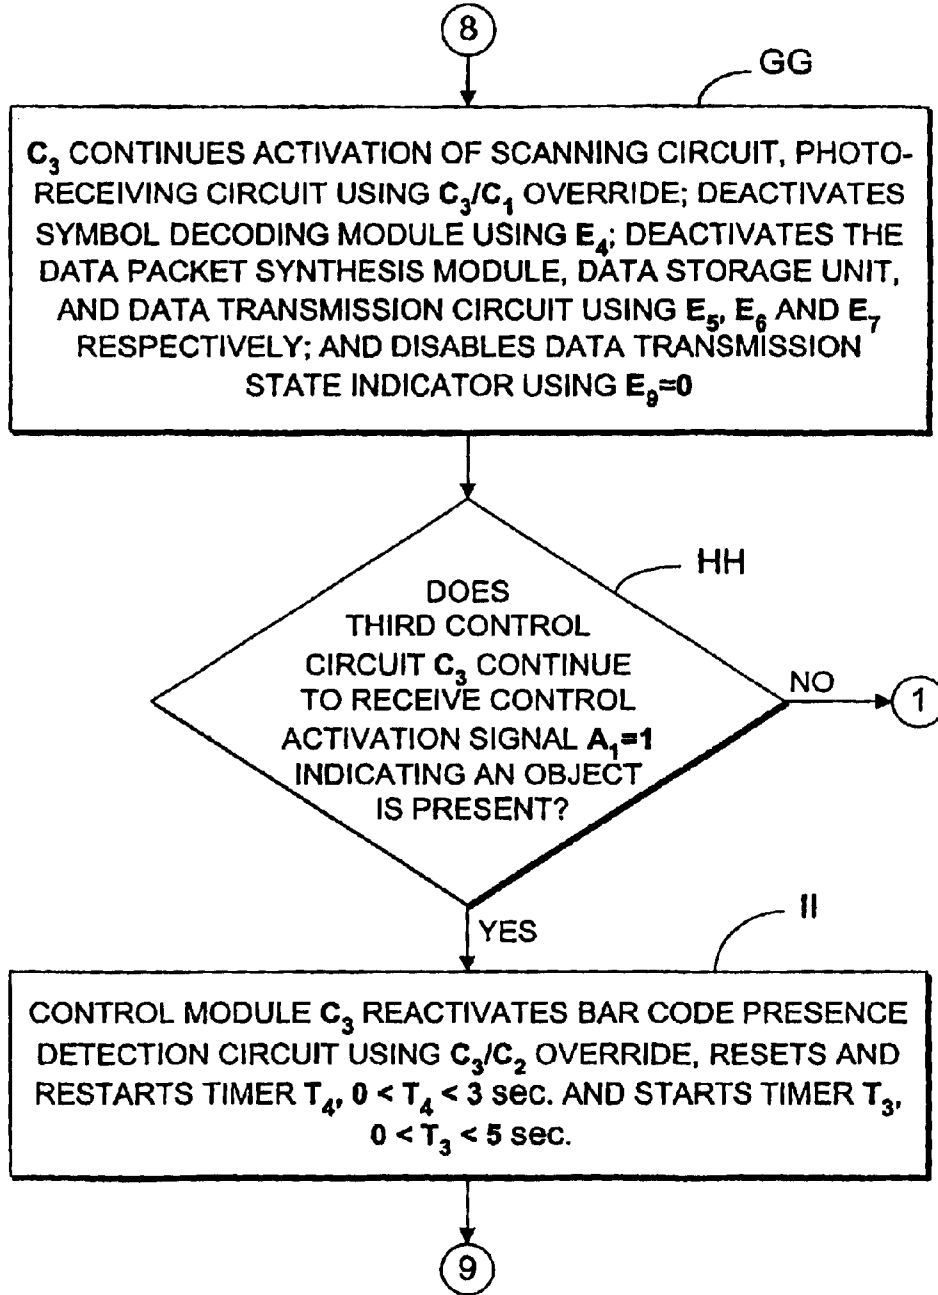 8
GG
C₃ CONTINUES ACTIVATION OF SCANNING CIRCUIT, PHOTO-
RECEIVING CIRCUIT USING C₃/C₁ OVERRIDE; DEACTIVATES
SYMBOL DECODING MODULE USING E₄; DEACTIVATES THE
DATA PACKET SYNTHESIS MODULE, DATA STORAGE UNIT,
AND DATA TRANSMISSION CIRCUIT USING E₅, E₆ AND E₇
RESPECTIVELY; AND DISABLES DATA TRANSMISSION
STATE INDICATOR USING E₉=0
HH
DOES
THIRD CONTROL
CIRCUIT C₃ CONTINUE
TO RECEIVE CONTROL
ACTIVATION SIGNAL A₁=1
INDICATING AN OBJECT
IS PRESENT?
NO
1
YES
II
CONTROL MODULE C₃ REACTIVATES BAR CODE PRESENCE
DETECTION CIRCUIT USING C₃/C₂ OVERRIDE, RESETS AND
RESTARTS TIMER T₄, 0 < T₄ < 3 sec. AND STARTS TIMER T₃,
0 < T₃ < 5 sec.
9